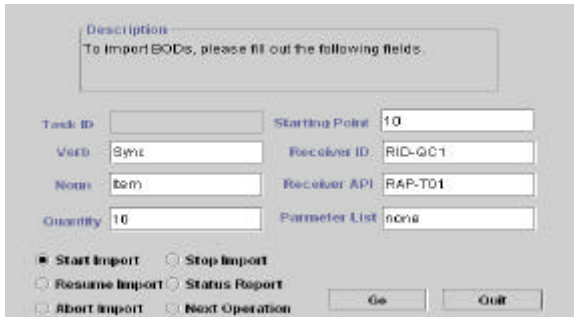 Description
To import BODs, please fill out the following fields.
Task ID Starting Point 10
Verb Sync Receiver ID RID-QC1
Noun Item Receiver API RAP-T01
Quantity 10 Parmeter List none
Start Import Stop Import
Resume Import Status Report
Abort Import Next Operation
Go Quit